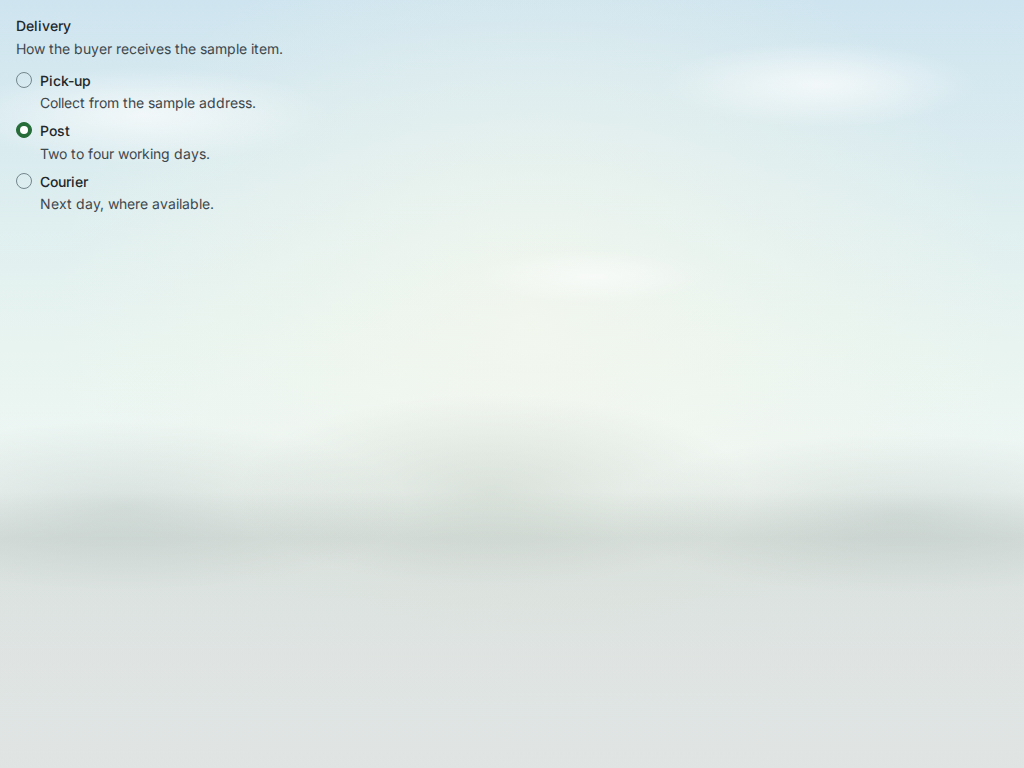 Delivery
How the buyer receives the sample item.
Pick-up
Collect from the sample address.
Post
Two to four working days.
Courier
Next day, where available.